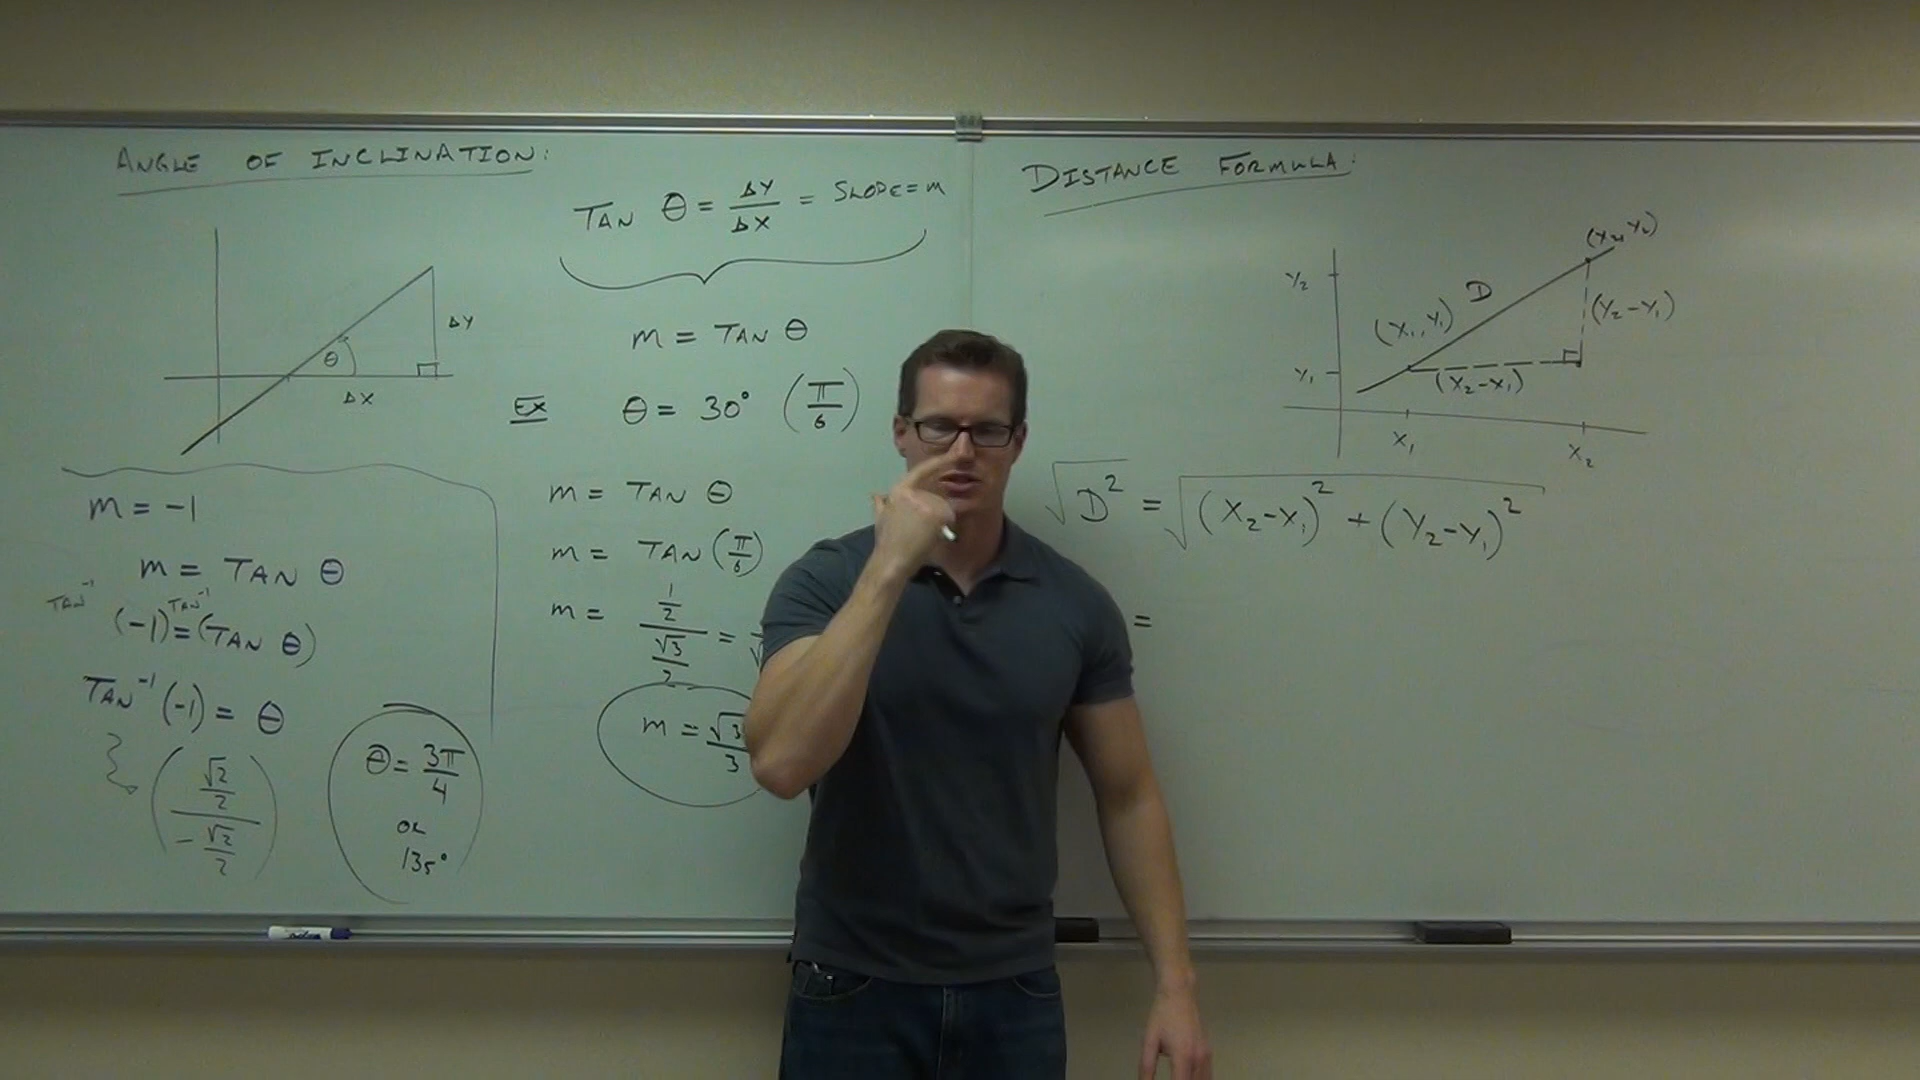 ANGLE OF INCLINATION:
TAN θ = ΔY/ΔX = SLOPE = m
ΔY
θ
ΔX
m = TAN θ
EX θ = 30° (π/6)
m = TAN θ
m = TAN (π/6)
m = (1/2)/(√3/2) =
m = √3/3
m = -1
m = TAN θ
TAN⁻¹ (-1) = TAN⁻¹ (TAN θ)
TAN⁻¹ (-1) = θ
(√2/2)/(-√2/2)
θ = 3π/4
OR
135°
DISTANCE FORMULA:
(X₂, Y₂)
Y₂
D
(X₁, Y₁)
(Y₂-Y₁)
Y₁
(X₂-X₁)
X₁
X₂
√D² = √(X₂-X₁)² + (Y₂-Y₁)²
=